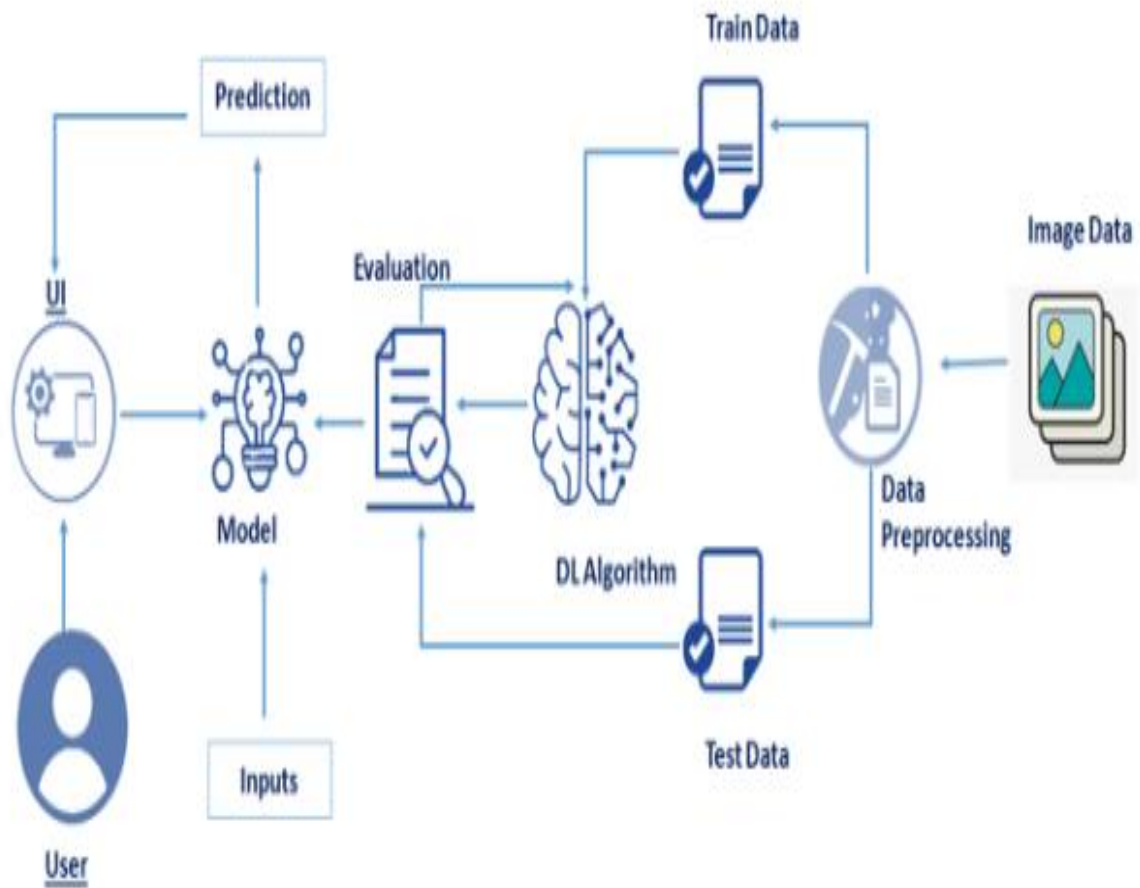 Train Data
Prediction
Image Data
Evaluation
UI
Data
Preprocessing
Model
DL Algorithm
Test Data
Inputs
User